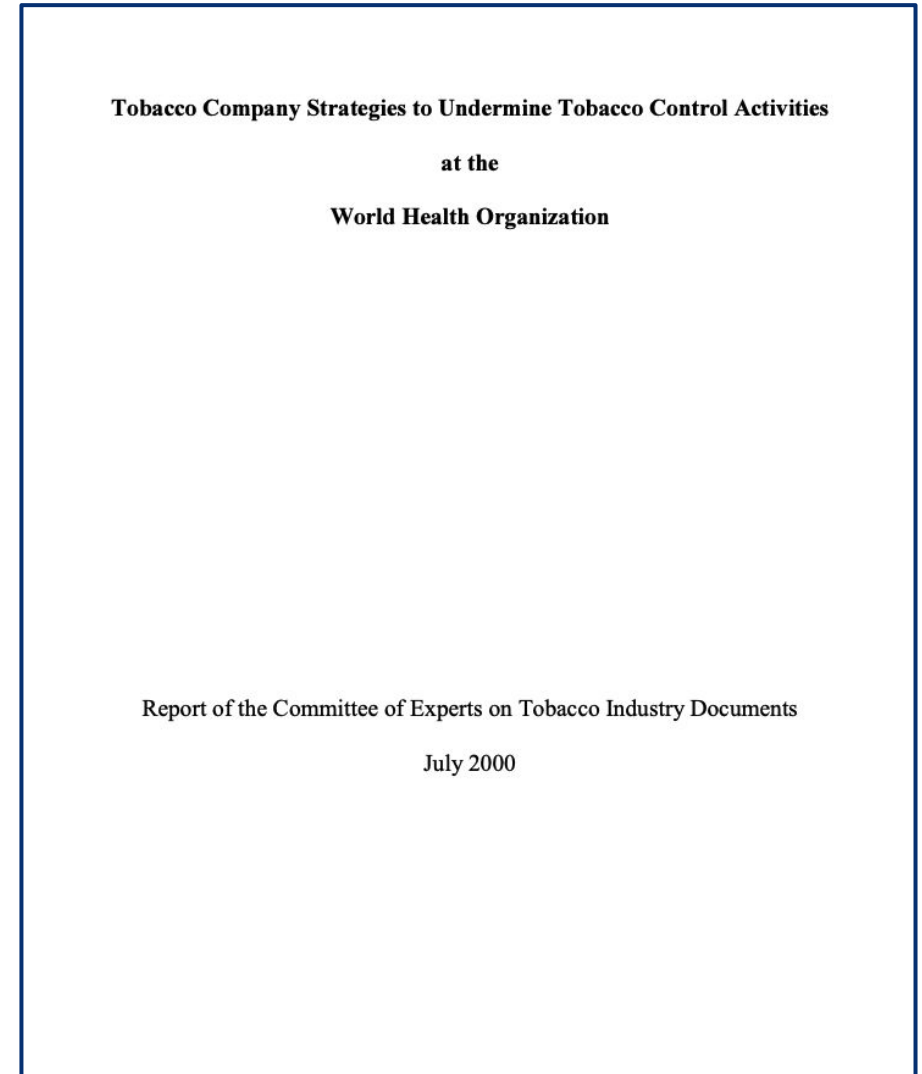 Tobacco Company Strategies to Undermine Tobacco Control Activities
at the
World Health Organization
Report of the Committee of Experts on Tobacco Industry Documents
July 2000